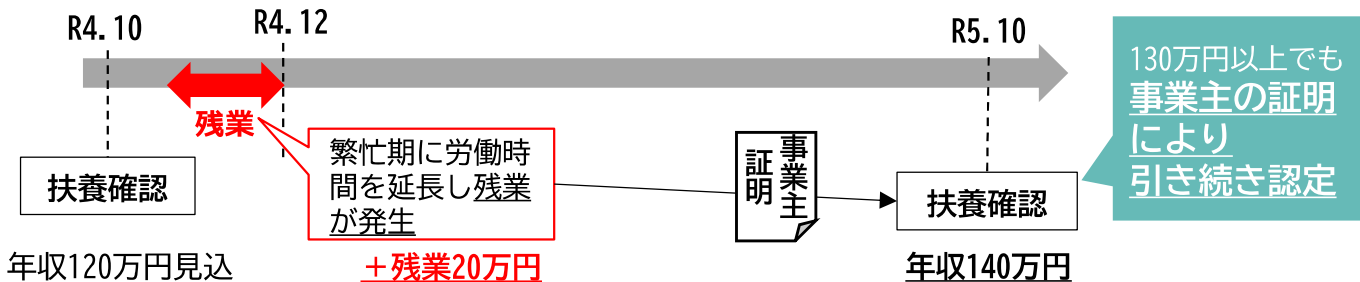 R4.10
R4.12
R5.10
残業
扶養確認
繁忙期に労働時
間を延長し残業
が発生
事業主
証明
扶養確認
130万円以上でも
事業主の証明
により
引き続き認定
年収120万円見込
＋残業20万円
年収140万円